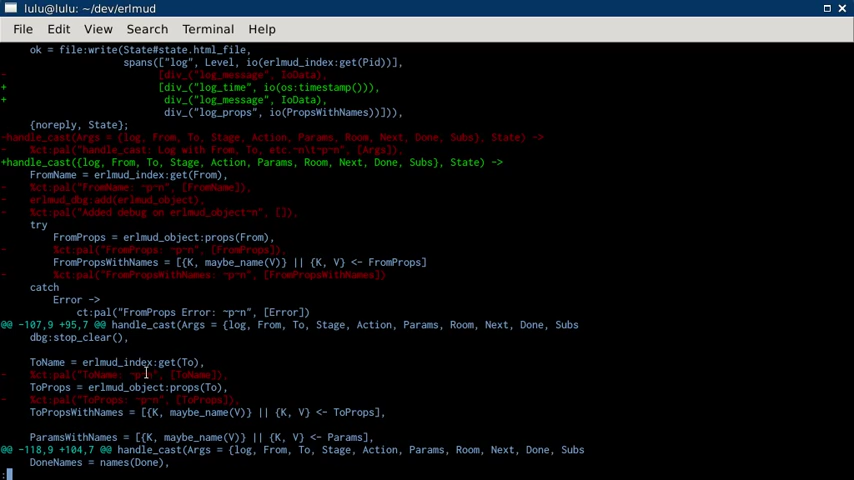 lulu@lulu: ~/dev/erlmud
File Edit View Search Terminal Help
    ok = file:write(State#state.html_file,
                    spans(["log", Level, io(erlmud_index:get(Pid))],
-                          [div_("log_message", IoData),
+                          [div_("log_time", io(os:timestamp())),
+                           div_("log_message", IoData),
                           div_("log_props", io(PropsWithNames))])),
    {noreply, State};
-handle_cast(Args = {log, From, To, Stage, Action, Params, Room, Next, Done, Subs}, State) ->
-    %ct:pal("handle_cast: Log with From, To, etc.~n\t~p~n", [Args]),
+handle_cast({log, From, To, Stage, Action, Params, Room, Next, Done, Subs}, State) ->
    FromName = erlmud_index:get(From),
-    %ct:pal("FromName: ~p~n", [FromName]),
-    erlmud_dbg:add(erlmud_object),
-    %ct:pal("Added debug on erlmud_object~n", []),
    try
        FromProps = erlmud_object:props(From),
-        %ct:pal("FromProps: ~p~n", [FromProps]),
        FromPropsWithNames = [{K, maybe_name(V)} || {K, V} <- FromProps]
-        %ct:pal("FromPropsWithNames: ~p~n", [FromPropsWithNames])
    catch
        Error ->
            ct:pal("FromProps Error: ~p~n", [Error])
@@ -107,9 +95,7 @@ handle_cast(Args = {log, From, To, Stage, Action, Params, Room, Next, Done, Subs
    dbg:stop_clear(),
    ToName = erlmud_index:get(To),
-    %ct:pal("ToName: ~p~n", [ToName]),
    ToProps = erlmud_object:props(To),
-    %ct:pal("ToProps: ~p~n", [ToProps]),
    ToPropsWithNames = [{K, maybe_name(V)} || {K, V} <- ToProps],
    ParamsWithNames = [{K, maybe_name(V)} || {K, V} <- Params],
@@ -118,9 +104,7 @@ handle_cast(Args = {log, From, To, Stage, Action, Params, Room, Next, Done, Subs
    DoneNames = names(Done),
: